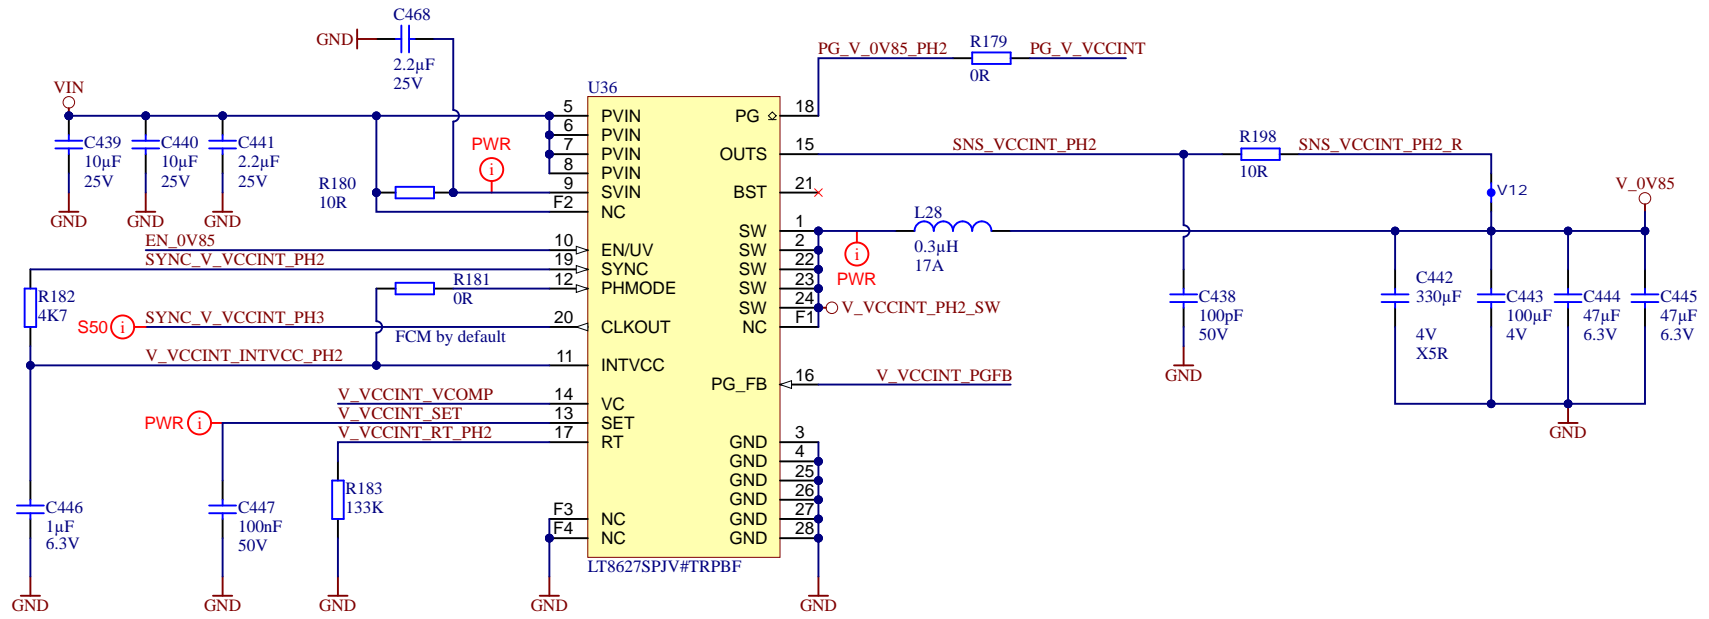 C468
GND
2.2µF
25V
PG_V_0V85_PH2
R179
0R
PG_V_VCCINT
VIN
C439
10µF
25V
GND
C440
10µF
25V
GND
C441
2.2µF
25V
GND
R180
10R
PWR
i
U36
5
PVIN
6
PVIN
7
PVIN
8
PVIN
9
SVIN
F2
NC
EN_0V85
10
EN/UV
SYNC_V_VCCINT_PH2
19
SYNC
R181
0R
12
PHMODE
R182
4K7
S50
i
SYNC_V_VCCINT_PH3
20
CLKOUT
FCM by default
V_VCCINT_INTVCC_PH2
11
INTVCC
V_VCCINT_VCOMP
14
VC
PWR
i
V_VCCINT_SET
13
SET
V_VCCINT_RT_PH2
17
RT
R183
133K
GND
C446
1µF
6.3V
GND
C447
100nF
50V
GND
F3
NC
F4
NC
GND
LT8627SPJV#TRPBF
PG
18
OUTS
15
BST
21
SW
1
SW
2
SW
22
SW
23
SW
24
NC
F1
PG_FB
16
GND
3
GND
4
GND
25
GND
26
GND
27
GND
28
GND
SNS_VCCINT_PH2
R198
10R
SNS_VCCINT_PH2_R
V12
V_0V85
L28
0.3µH
17A
i
PWR
V_VCCINT_PH2_SW
C438
100pF
50V
GND
V_VCCINT_PGFB
C442
330µF
4V
X5R
C443
100µF
4V
C444
47µF
6.3V
C445
47µF
6.3V
GND